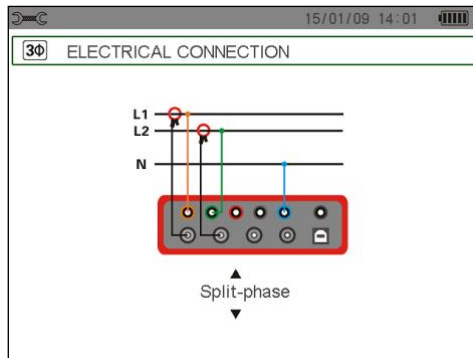 15/01/09 14:01
3Φ ELECTRICAL CONNECTION
L1
L2
N
Split-phase